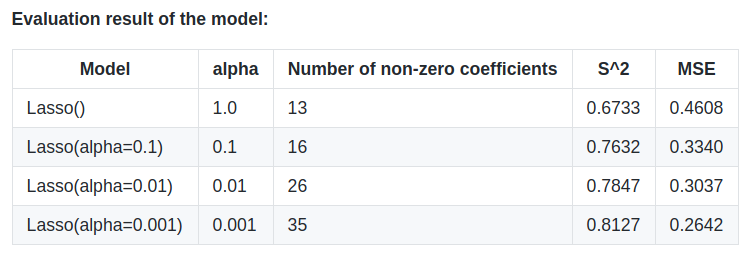 Evaluation result of the model:
Model alpha Number of non-zero coefficients S^2 MSE
Lasso() 1.0 13 0.6733 0.4608
Lasso(alpha=0.1) 0.1 16 0.7632 0.3340
Lasso(alpha=0.01) 0.01 26 0.7847 0.3037
Lasso(alpha=0.001) 0.001 35 0.8127 0.2642